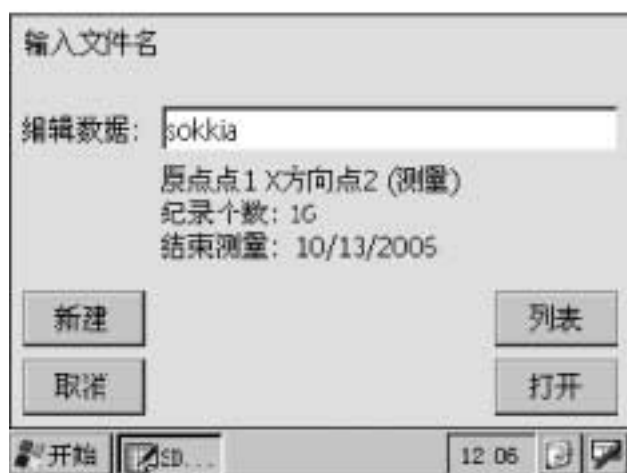 输入文件名
编辑数据: sokkia
原点点1 X方向点2 (测量)
纪录个数: 16
结束测量: 10/13/2005
新建
列表
取消
打开
开始 SD... 12 06